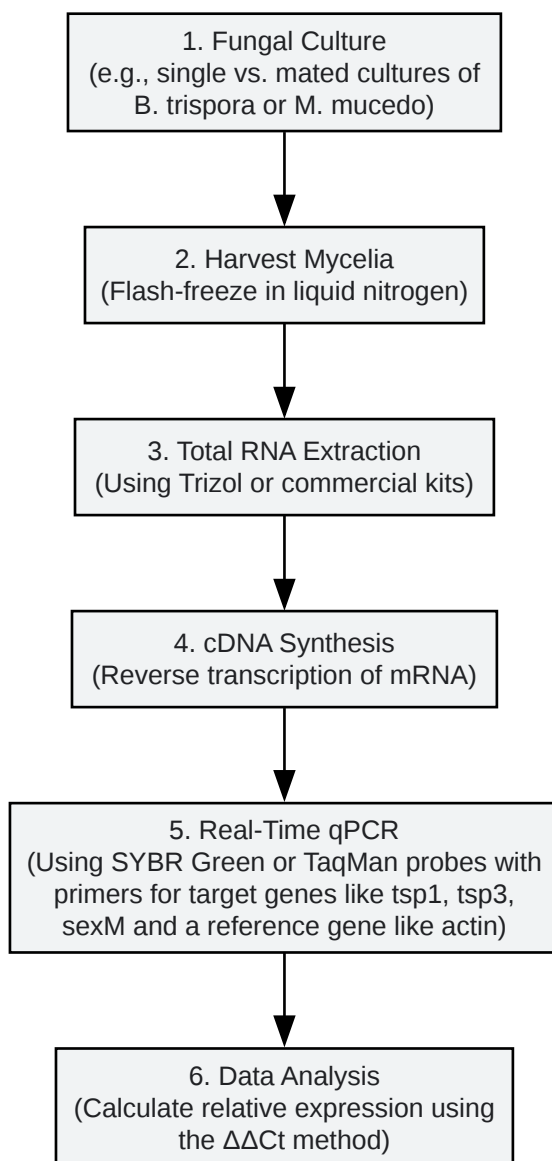 1. Fungal Culture
(e.g., single vs. mated cultures of
B. trispora or M. mucedo)
2. Harvest Mycelia
(Flash-freeze in liquid nitrogen)
3. Total RNA Extraction
(Using Trizol or commercial kits)
4. cDNA Synthesis
(Reverse transcription of mRNA)
5. Real-Time qPCR
(Using SYBR Green or TaqMan probes with
primers for target genes like tsp1, tsp3,
sexM and a reference gene like actin)
6. Data Analysis
(Calculate relative expression using
the ΔΔCt method)